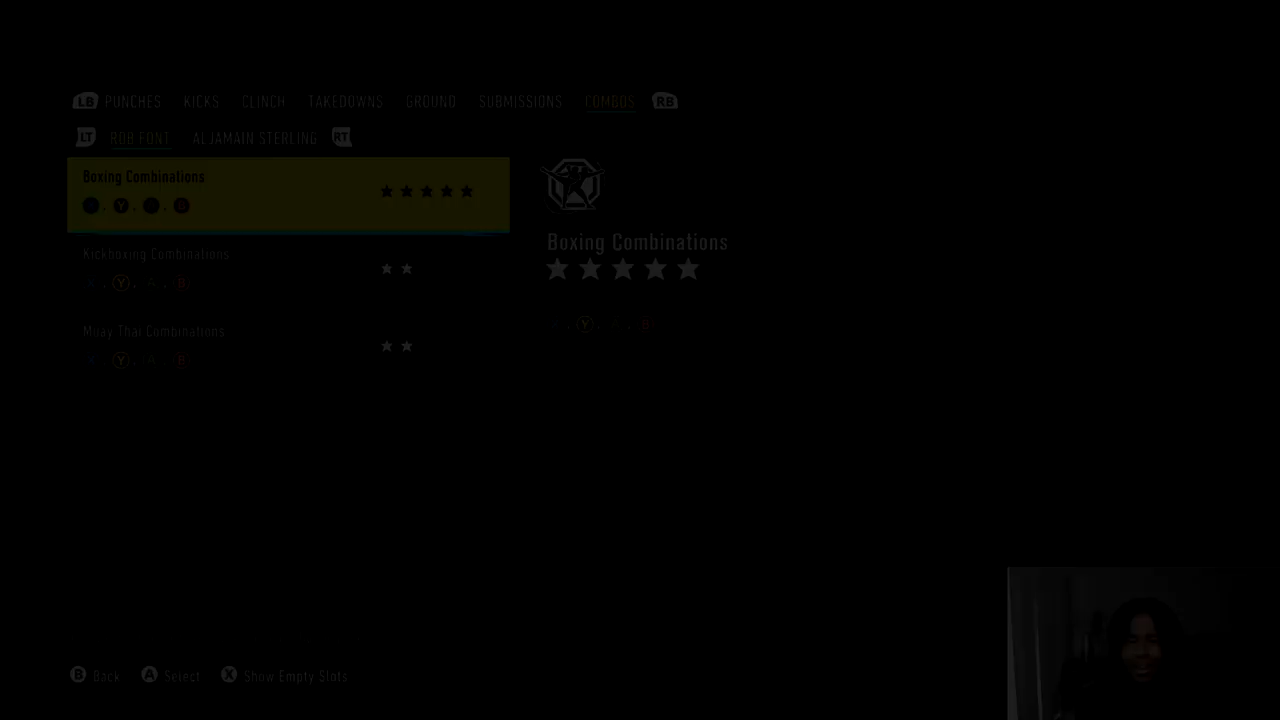 LB PUNCHES KICKS CLINCH TAKEDOWNS GROUND SUBMISSIONS COMBOS RB
LT ROB FONT ALJAMAIN STERLING RT
Boxing Combinations
Y B
Kickboxing Combinations
X, Y, A, B
Muay Thai Combinations
X, Y, A, B
Boxing Combinations
X, Y, A, B
B Back A Select X Show Empty Slots